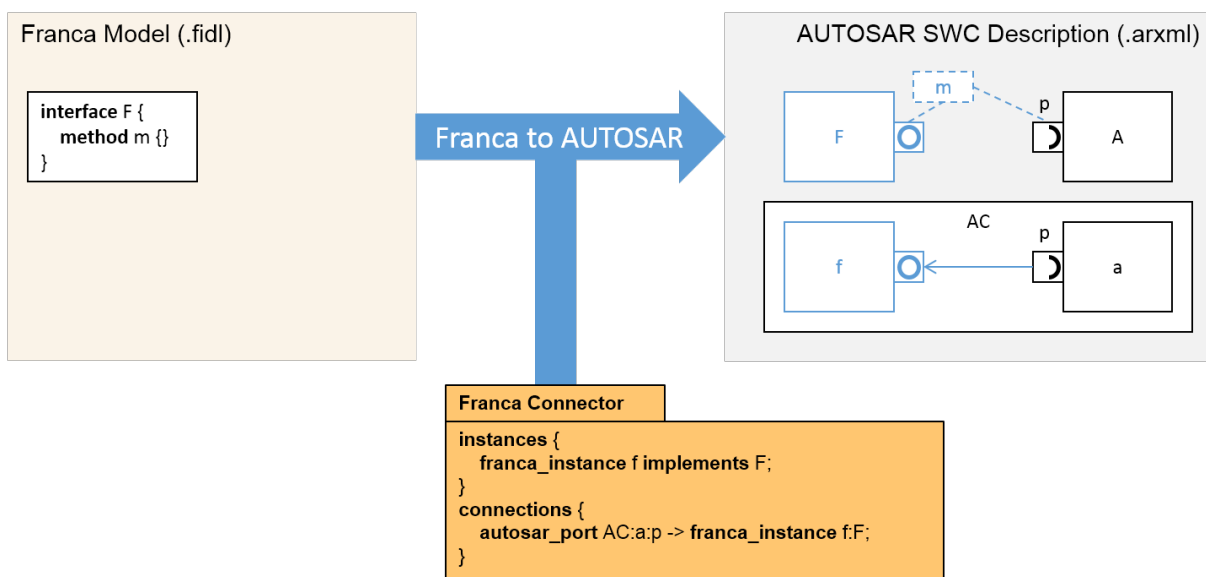 Franca Model (.fidl)
interface F {
method m {}
}
Franca to AUTOSAR
AUTOSAR SWC Description (.arxml)
m
p
F
A
AC
p
f
a
Franca Connector
instances {
franca_instance f implements F;
}
connections {
autosar_port AC:a:p -> franca_instance f:F;
}